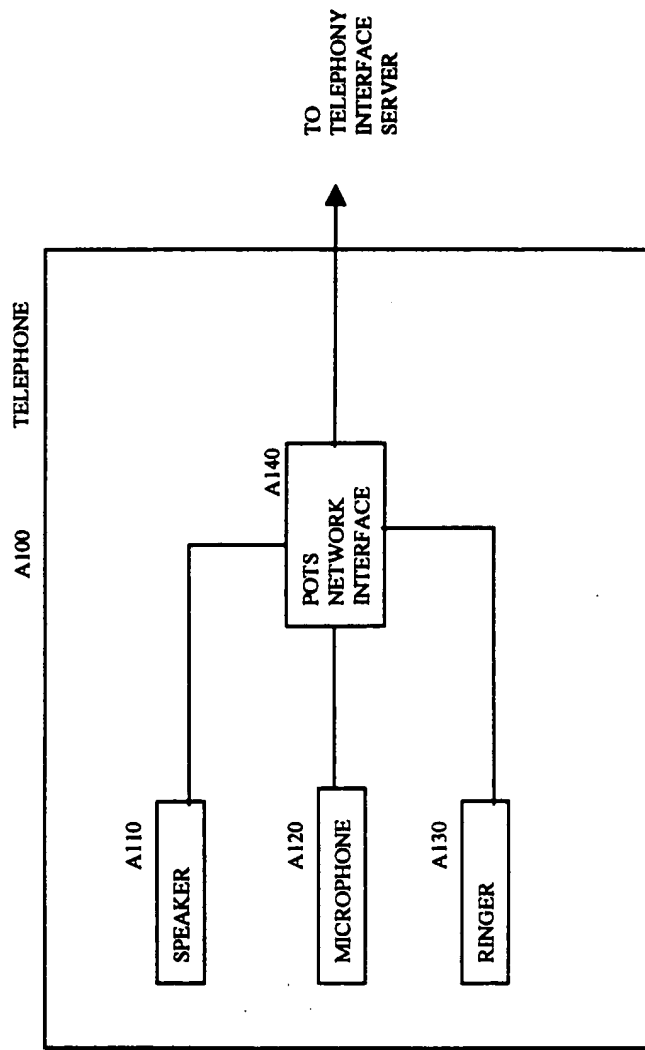 A100 TELEPHONE
A110
SPEAKER
A120
MICROPHONE
A130
RINGER
A140
POTS
NETWORK
INTERFACE
TO
TELEPHONY
INTERFACE
SERVER